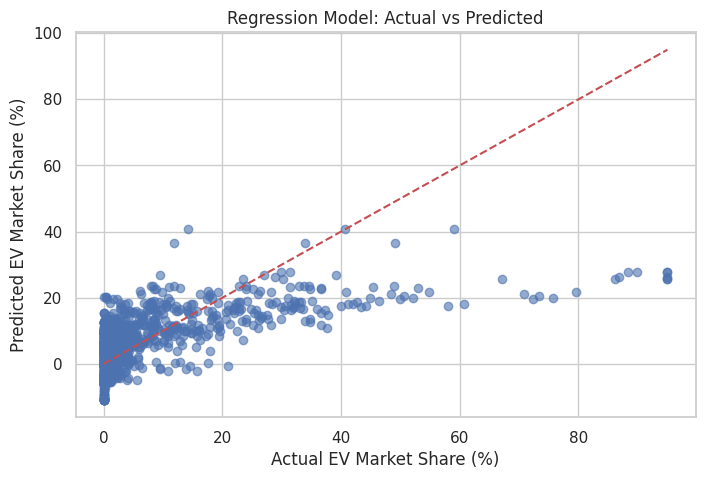 Regression Model: Actual vs Predicted
Predicted EV Market Share (%)
100
80
60
40
20
0
0 20 40 60 80
Actual EV Market Share (%)